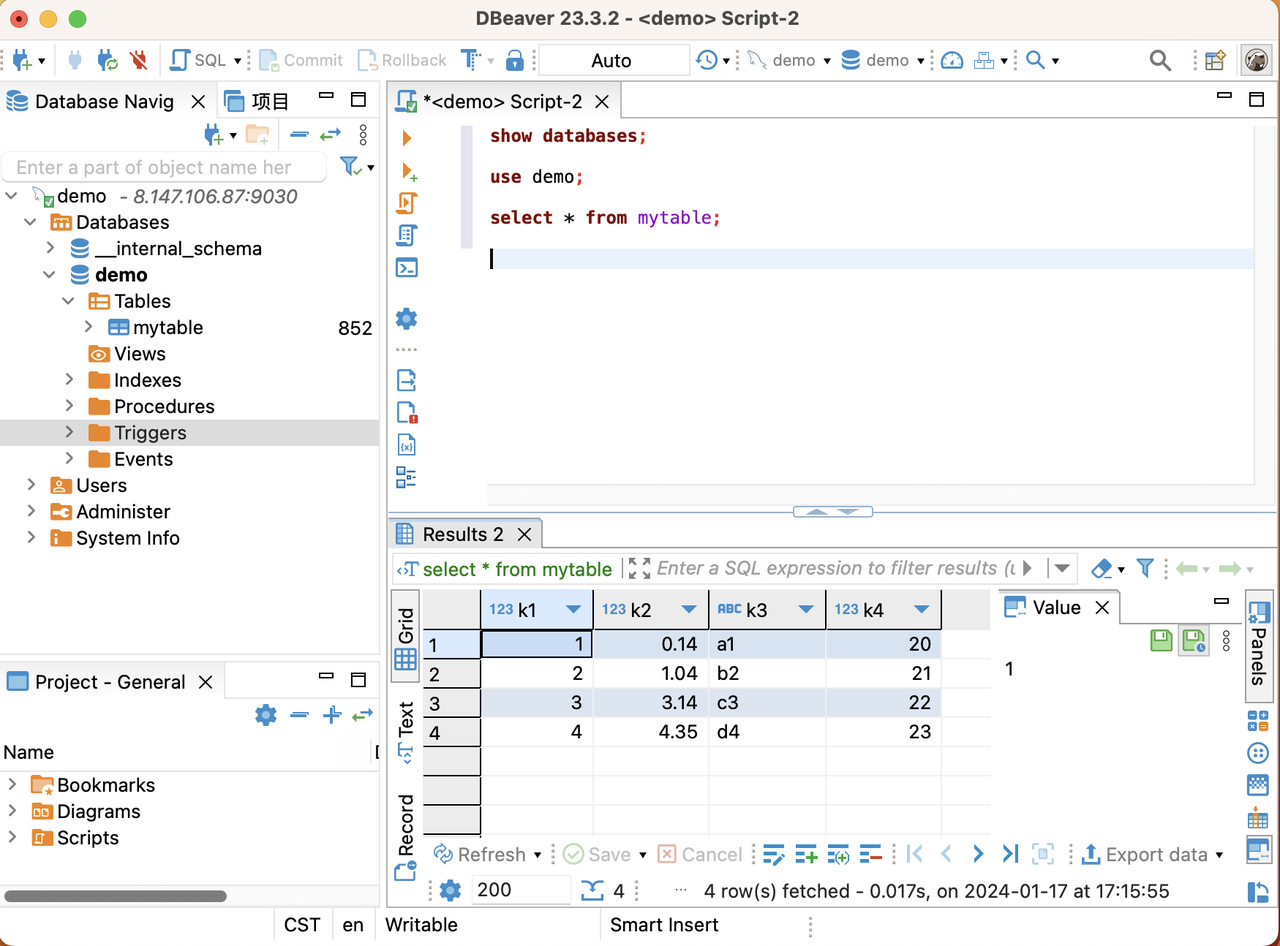 DBeaver 23.3.2 - <demo> Script-2
SQL Commit Rollback Auto demo demo
Database Navig 项目
Enter a part of object name her
demo - 8.147.106.87:9030
Databases
__internal_schema
demo
Tables
mytable 852
Views
Indexes
Procedures
Triggers
Events
Users
Administer
System Info
Project - General
Name
Bookmarks
Diagrams
Scripts
*<demo> Script-2
show databases;
use demo;
select * from mytable;
Results 2
select * from mytable Enter a SQL expression to filter results (u
Grid
Text
Record
123 k1 123 k2 ABC k3 123 k4
1 1 0.14 a1 20
2 2 1.04 b2 21
3 3 3.14 c3 22
4 4 4.35 d4 23
Value
1
Panels
Refresh Save Cancel Export data
200 4 ... 4 row(s) fetched - 0.017s, on 2024-01-17 at 17:15:55
CST en Writable Smart Insert